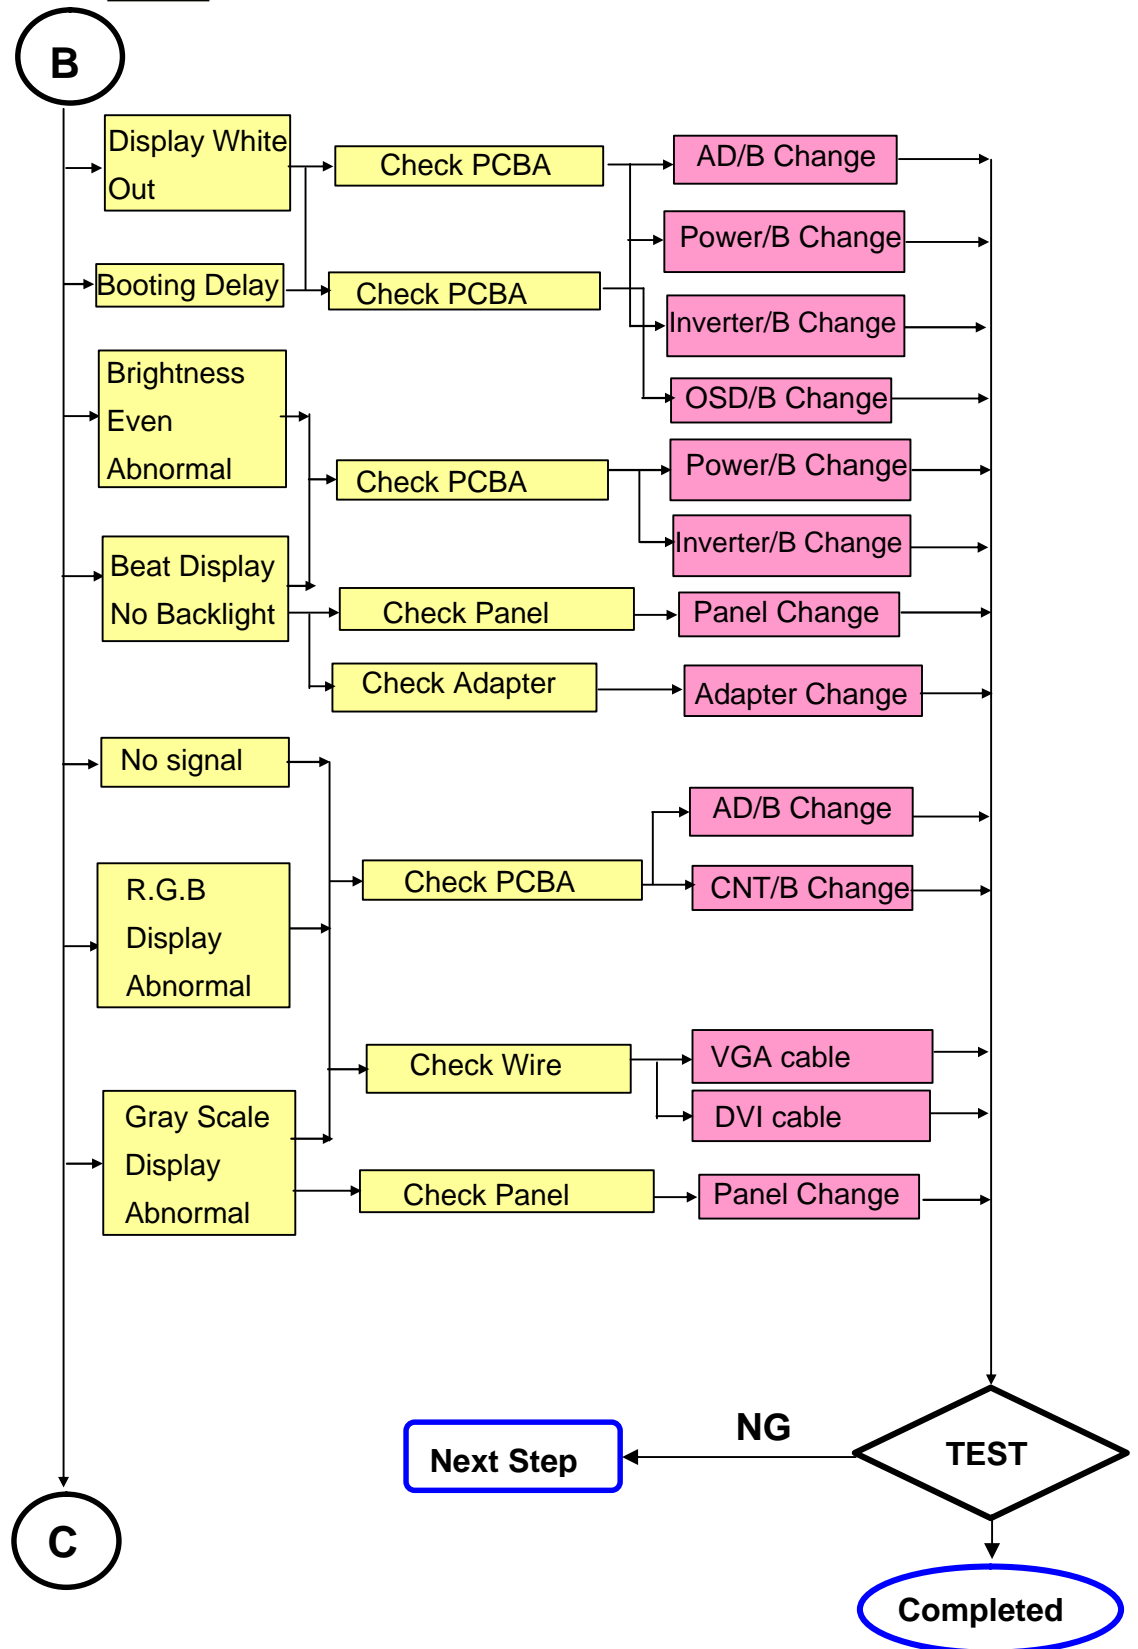 B
Display White
Out
Check PCBA
AD/B Change
Power/B Change
Booting Delay
Check PCBA
Inverter/B Change
OSD/B Change
Brightness
Even
Abnormal
Check PCBA
Power/B Change
Inverter/B Change
Beat Display
No Backlight
Check Panel
Panel Change
Check Adapter
Adapter Change
No signal
AD/B Change
R.G.B
Display
Abnormal
Check PCBA
CNT/B Change
Check Wire
VGA cable
DVI cable
Gray Scale
Display
Abnormal
Check Panel
Panel Change
NG
TEST
Next Step
C
Completed